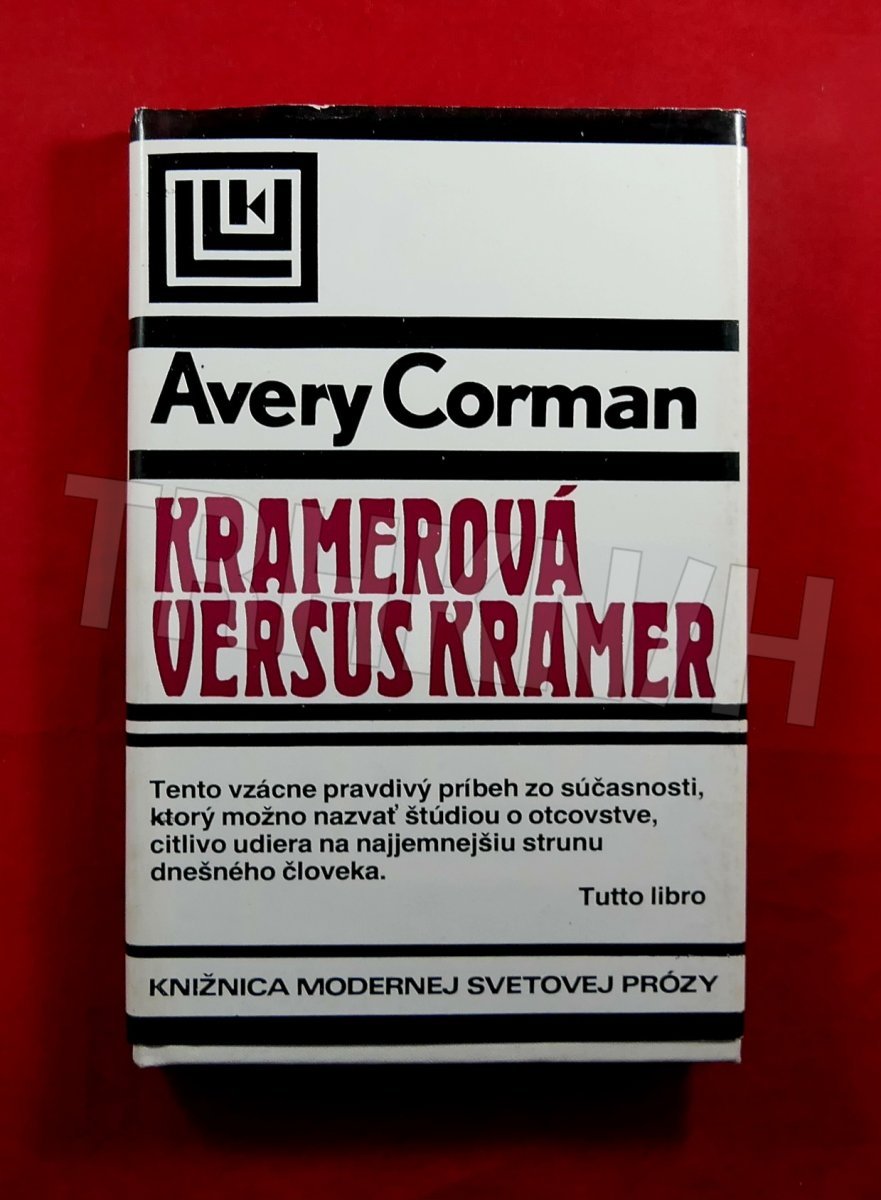 Avery Corman
KRAMEROVÁ
VERSUS KRAMER
Tento vzácne pravdivý príbeh zo súčasnosti,
ktorý možno nazvať štúdiou o otcovstve,
citlivo udiera na najjemnejšiu strunu
dnešného človeka.
Tutto libro
KNIŽNICA MODERNEJ SVETOVEJ PRÓZY
TRHKNIH